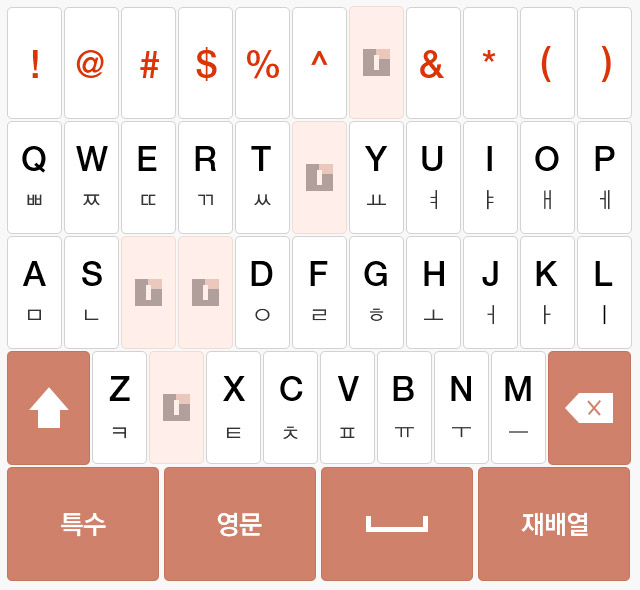 ! @ # $ % ^ & * ( )
Q W E R T Y U I O P
ㅃ ㅉ ㄸ ㄲ ㅆ ㅛ ㅕ ㅑ ㅐ ㅔ
A S D F G H J K L
ㅁ ㄴ ㅇ ㄹ ㅎ ㅗ ㅓ ㅏ ㅣ
Z X C V B N M
ㅋ ㅌ ㅊ ㅍ ㅠ ㅜ ㅡ
특수 영문 재배열